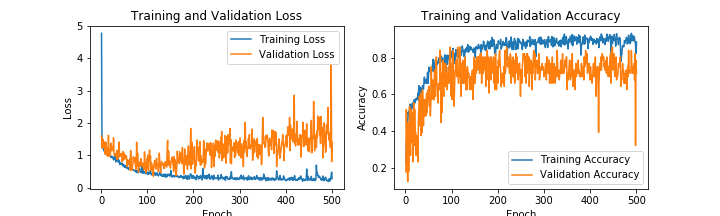 Training and Validation Loss
Training Loss
Validation Loss
Loss
5
4
3
2
1
0
0 100 200 300 400 500
Epoch
Training and Validation Accuracy
Accuracy
0.8
0.6
0.4
0.2
Training Accuracy
Validation Accuracy
0 100 200 300 400 500
Epoch